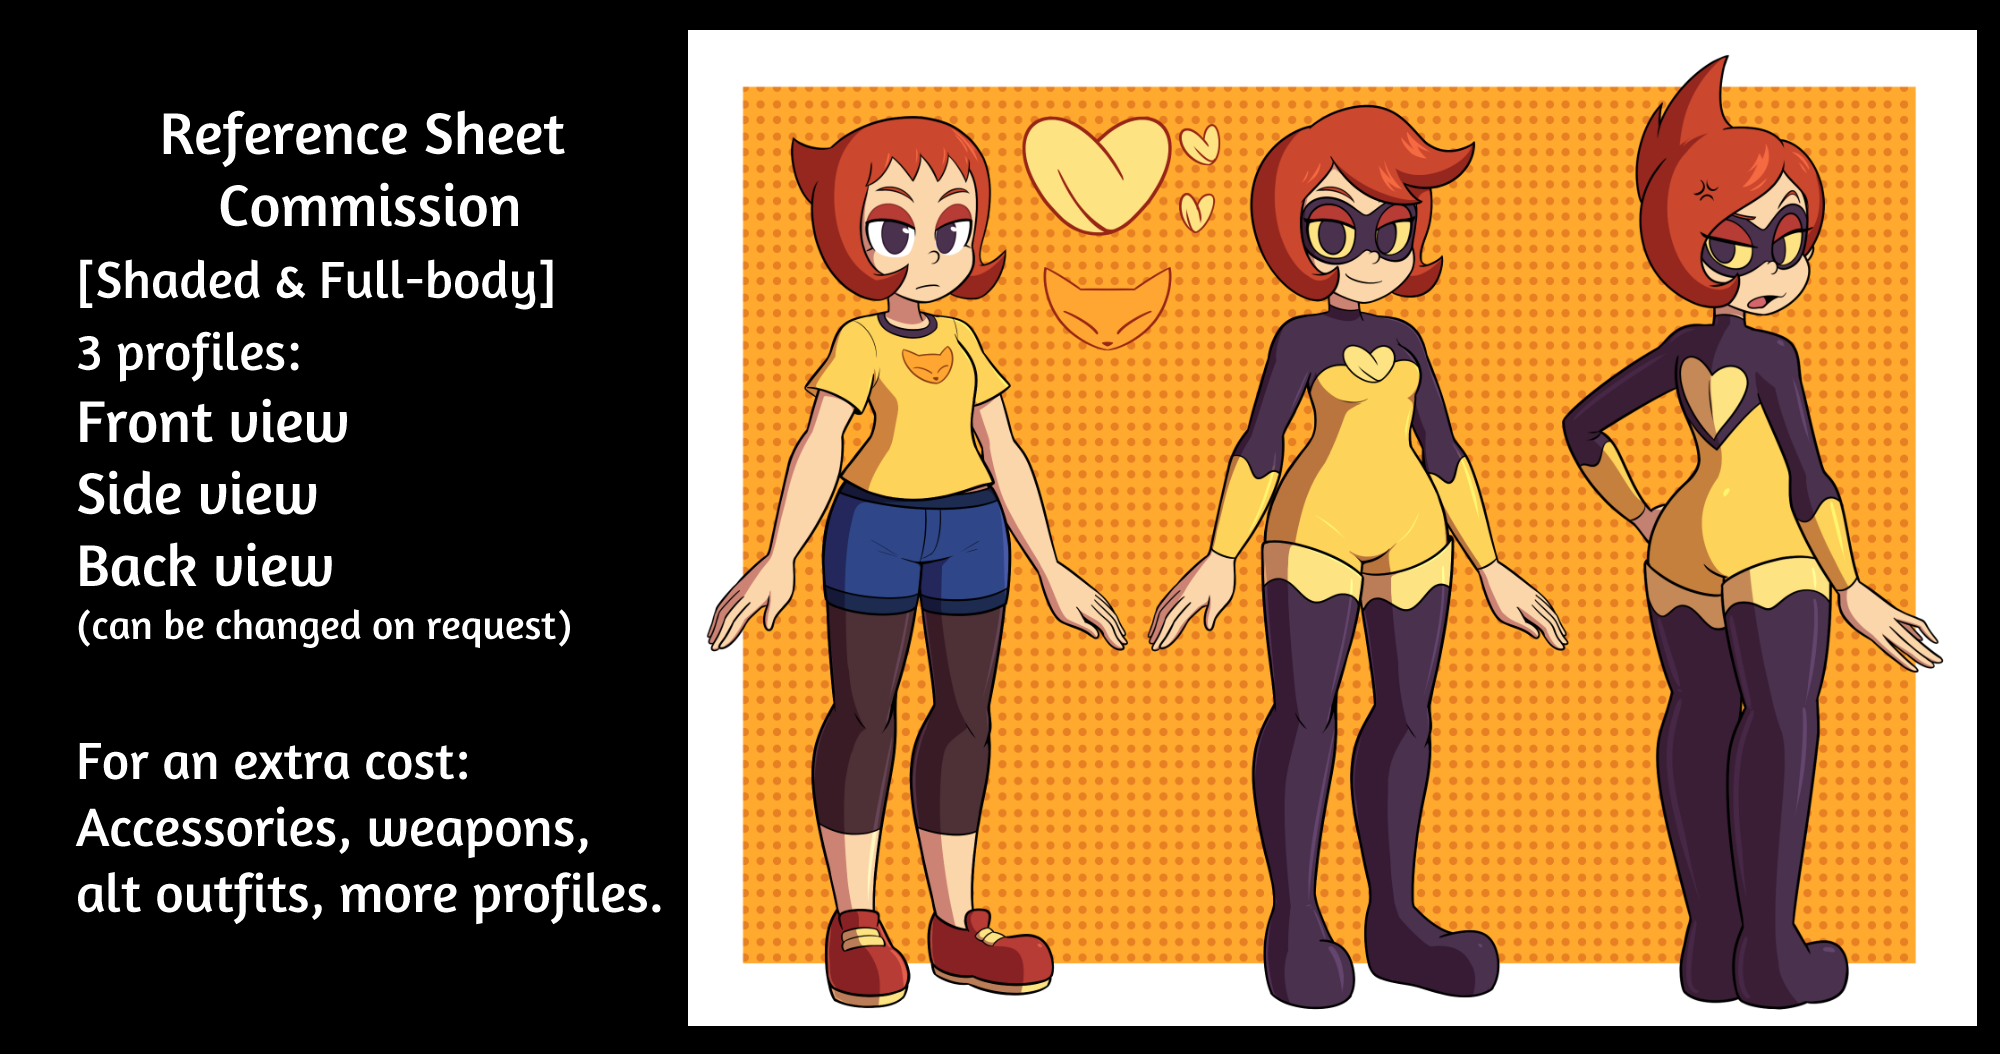 Reference Sheet
Commission
[Shaded & Full-body]
3 profiles:
Front view
Side view
Back view
(can be changed on request)
For an extra cost:
Accessories, weapons,
alt outfits, more profiles.